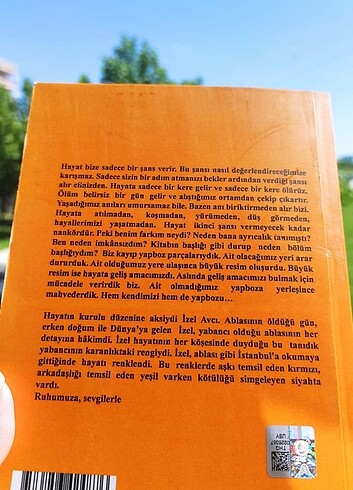 Hayat bize sadece bir şans verir. Bu şansı nasıl değerlendireceğimize
karışmaz. Sadece sizin bir adım atmanızı bekler ardından verdiği şansı
alır elinizden. Hayata sadece bir kere gelir ve sadece bir kere ölürüz.
Ölüm belirsiz bir gün gelir ve alıştığımız ortamdan çekip çıkartır.
Yaşadığımız anıları umursamaz bile. Bazen anı biriktirmeden alır bizi.
Hayata atılmadan, koşmadan, yürümeden, düş görmeden,
hayallerimizi yaşatmadan. Hayat ikinci şansı vermeyecek kadar
nankördür. Peki benim farkım neydi? Neden bana ayrıcalık tanımıştı?
Ben neden imkânsızdım? Kitabın başlığı gibi durup neden bölüm
başlığıydım? Biz kayıp yapboz parçalarıydık. Ait olacağımız yeri arar
dururduk. Ait olduğumuz yere ulaşınca büyük resmi oluşurdu. Büyük
resim ise hayata geliş amacımızdı. Aslında geliş amacımızı bulmak için
mücadele verirdik biz. Ait olmadığımız yapboza yerleşince
mahvederdik. Hem kendimizi hem de yapbozu…
Hayatın kurulu düzenine aksiydi İzel Avcı. Ablasının öldüğü gün,
erken doğum ile Dünya'ya gelen İzel, yabancı olduğu ablasının her
detayına hâkimdi. İzel hayatının her köşesinde duyduğu bu tanıdık
yabancının karanlıktaki rengiydi. İzel, ablası gibi İstanbul'a okumaya
gittiğinde hayatı renklendi. Bu renklerde aşkı temsil eden kırmızı,
arkadaşlığı temsil eden yeşil varken kötülüğü simgeleyen siyahta
vardı.
Ruhumuza, sevgilerle